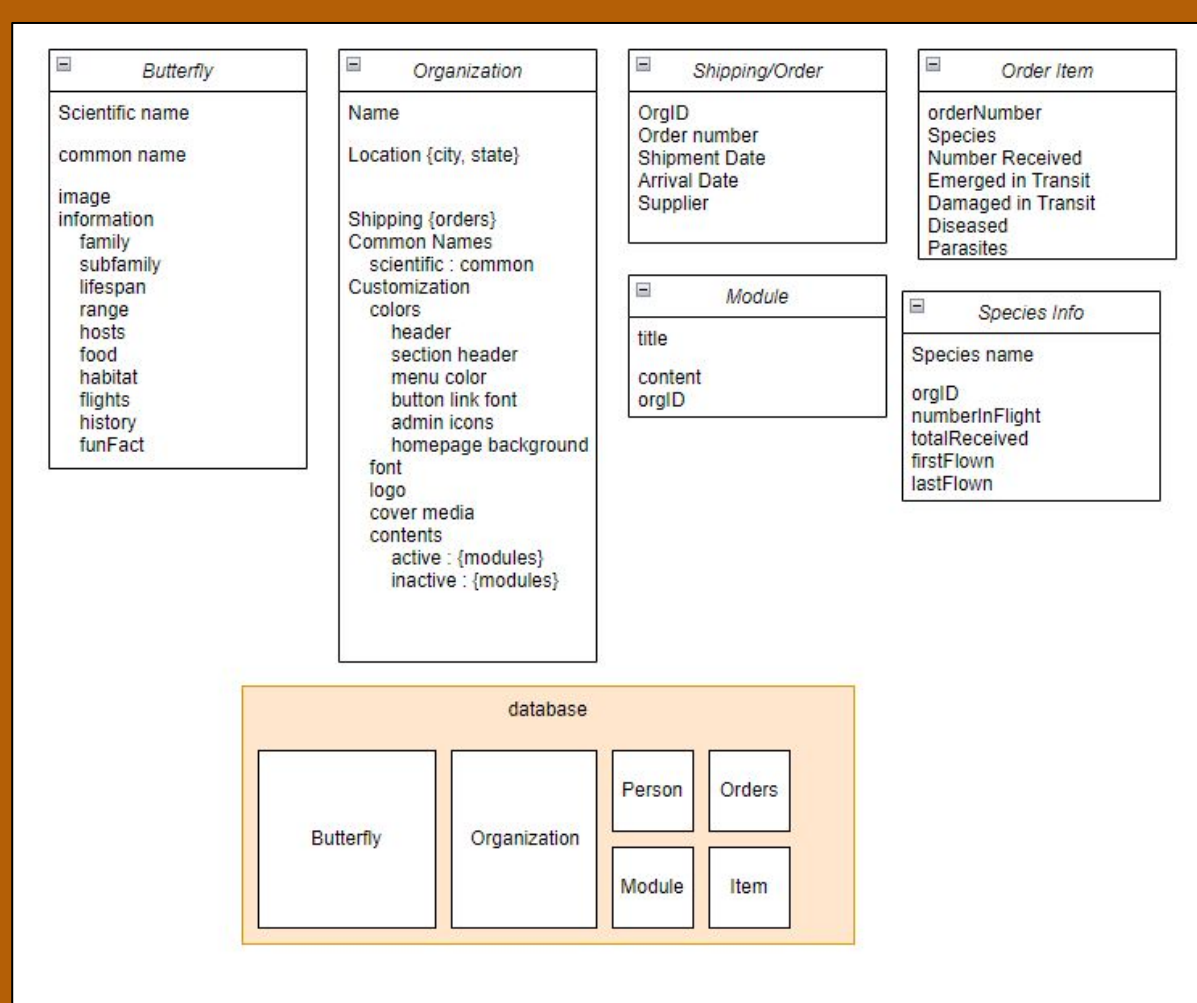 Butterfly
Scientific name
common name
image
information
family
subfamily
lifespan
range
hosts
food
habitat
flights
history
funFact
Organization
Name
Location {city, state}
Shipping {orders}
Common Names
scientific : common
Customization
colors
header
section header
menu color
button link font
admin icons
homepage background
font
logo
cover media
contents
active : {modules}
inactive : {modules}
Shipping/Order
OrgID
Order number
Shipment Date
Arrival Date
Supplier
Order Item
orderNumber
Species
Number Received
Emerged in Transit
Damaged in Transit
Diseased
Parasites
Module
title
content
orgID
Species Info
Species name
orgID
numberInFlight
totalReceived
firstFlown
lastFlown
database
Butterfly
Organization
Person
Orders
Module
Item